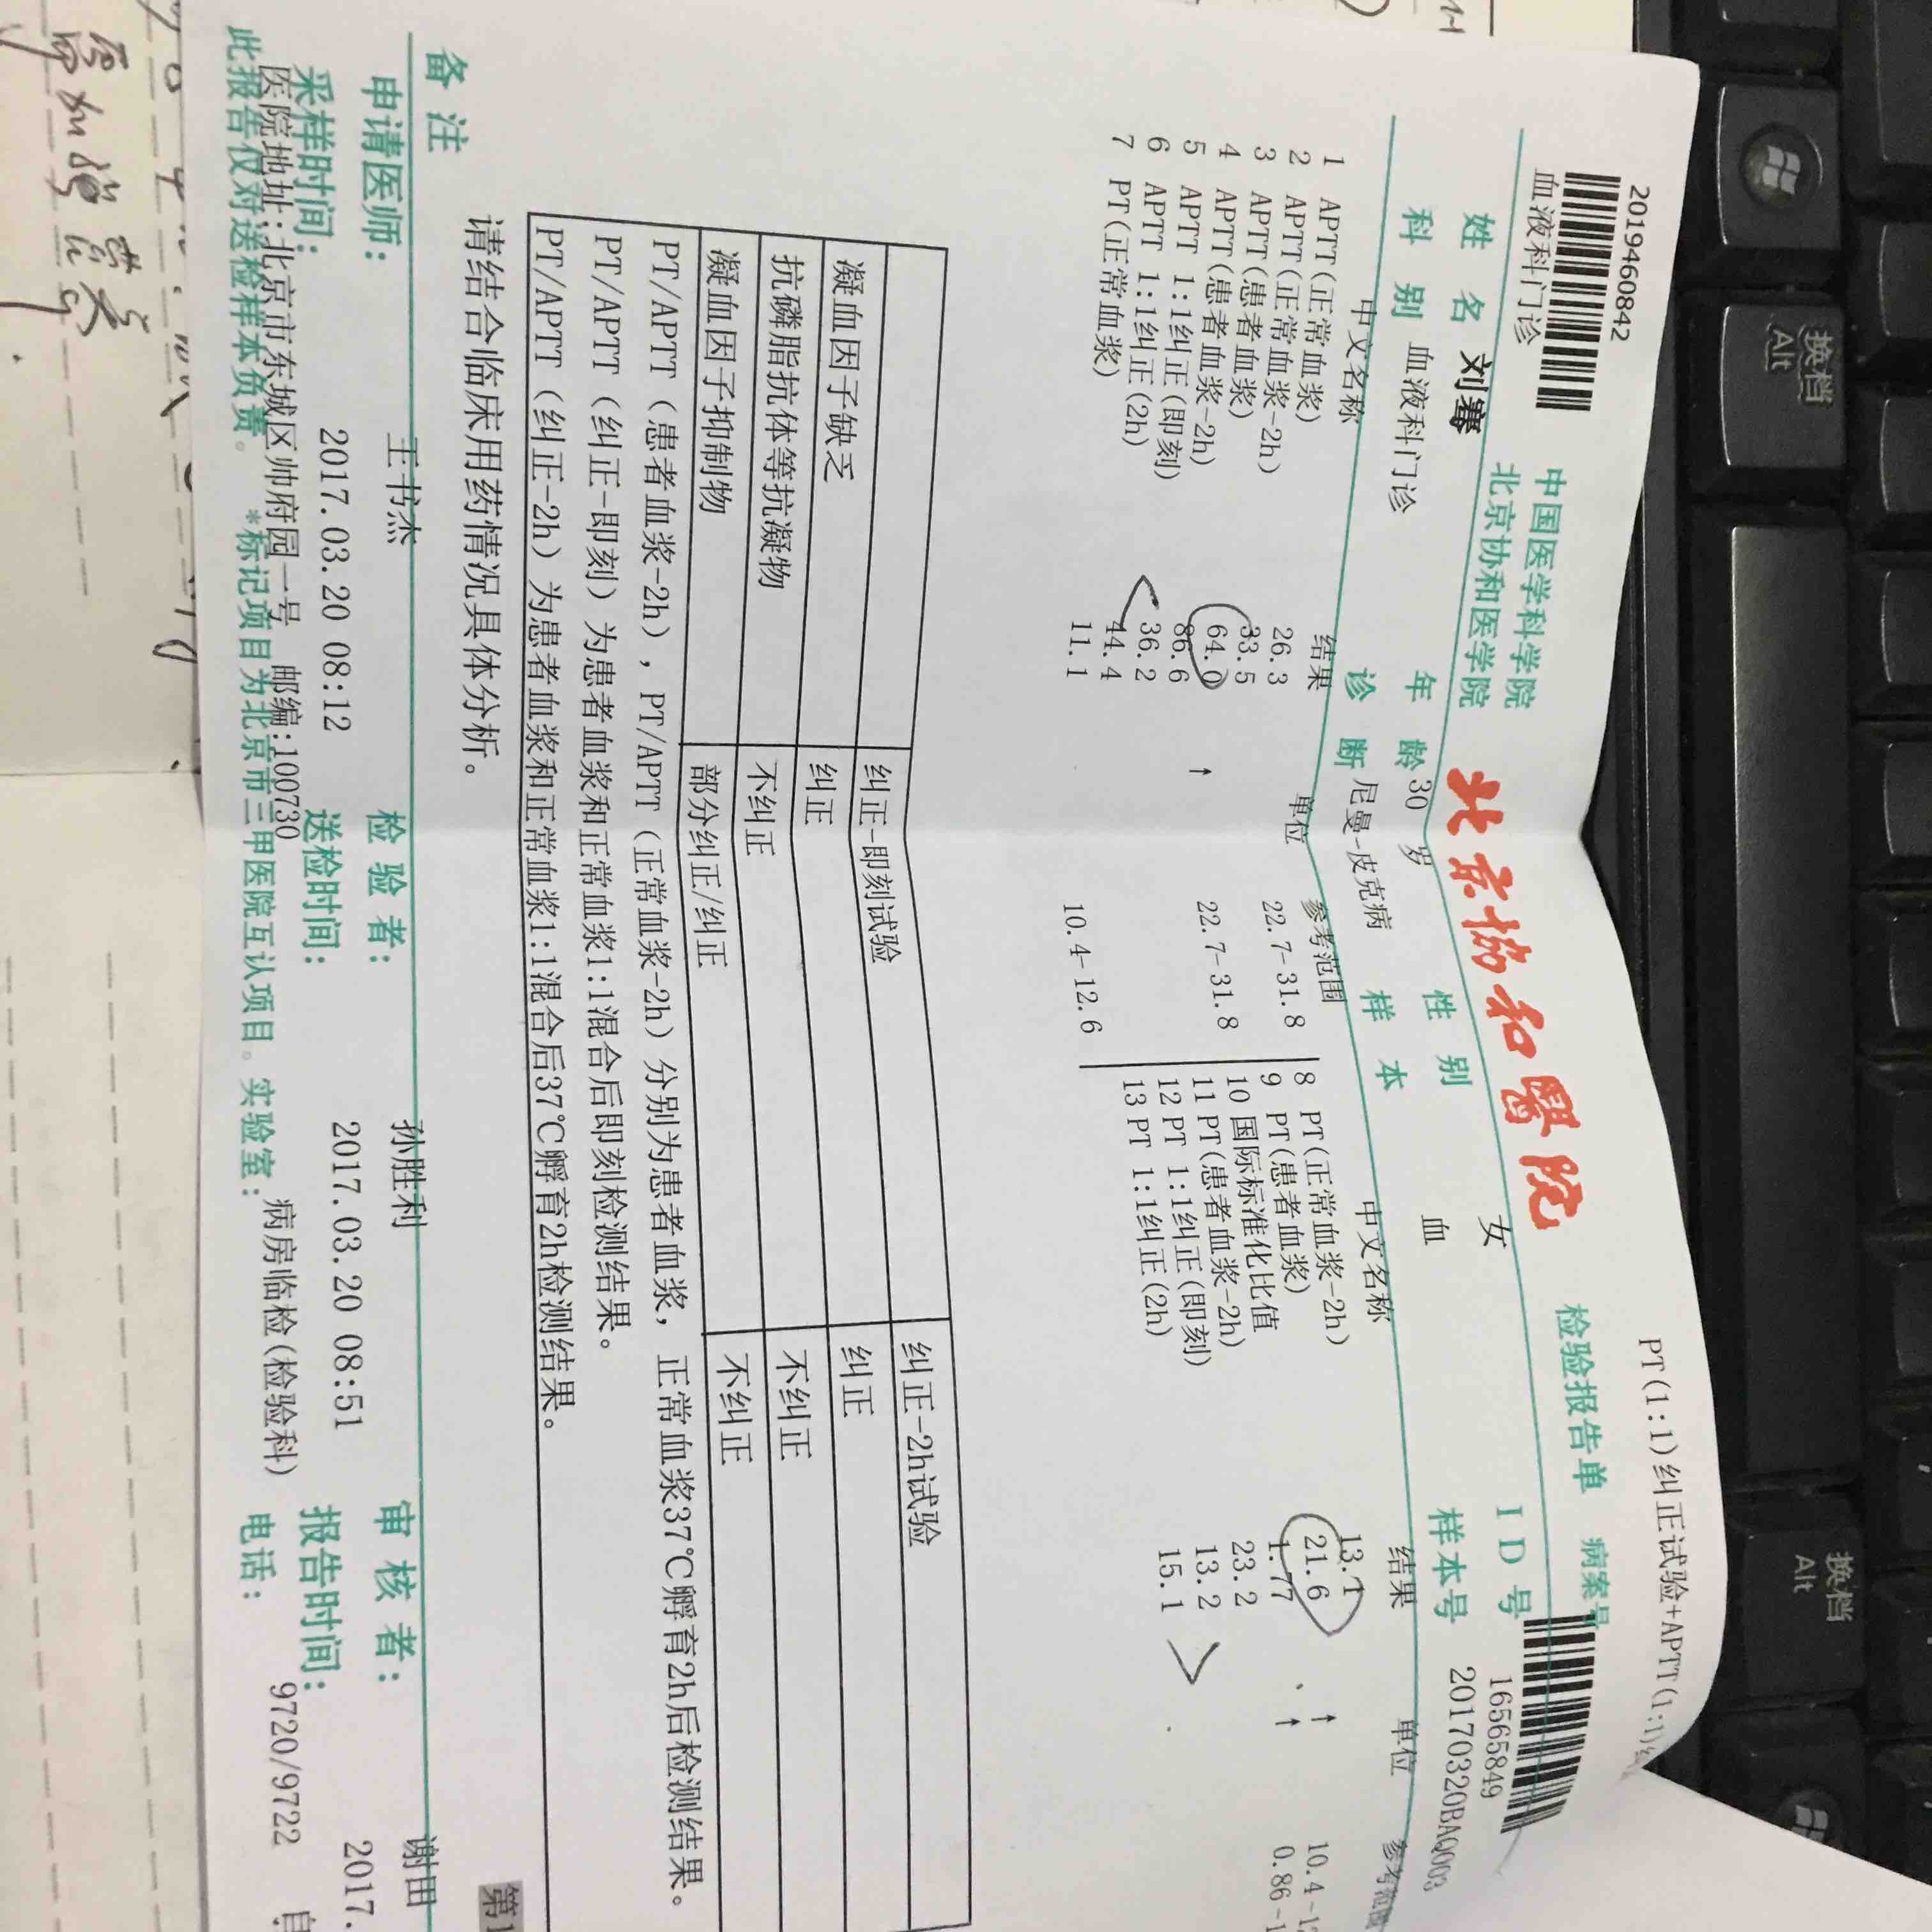 PT(1:1)纠正试验+APTT(1:1)
2019460842
血液科门诊
中国医学科学院
北京协和医学院
北京协和醫院
检验报告单
病案号
姓 名 刘骞
年 龄 30 岁
性 别 女
ID号 16565849
科 别 血液科门诊
诊 断 尼曼-皮克病
样 本 血
样本号 20170320BAQ003
中文名称 结果 单位 参考范围
中文名称 结果 单位 参考范围
1 APTT(正常血浆) 26.3 22.7-31.8
2 APTT(正常血浆-2h) 33.5
3 APTT(患者血浆) 64.0 ↑ 22.7-31.8
4 APTT(患者血浆-2h) 86.6
5 APTT 1:1纠正(即刻) 36.2
6 APTT 1:1纠正(2h) 44.4
7 PT(正常血浆) 11.1 10.4-12.6
8 PT(正常血浆-2h) 13.1
9 PT(患者血浆) 21.6 ↑ 10.4-
10 国际标准化比值 1.77 ↑ 0.86-
11 PT(患者血浆-2h) 23.2
12 PT 1:1纠正(即刻) 13.2
13 PT 1:1纠正(2h) 15.1
纠正-即刻试验 纠正-2h试验
凝血因子缺乏 纠正 纠正
抗磷脂抗体等抗凝物 不纠正 不纠正
凝血因子抑制物 部分纠正/纠正 不纠正
PT/APTT（患者血浆-2h），PT/APTT（正常血浆-2h）分别为患者血浆，正常血浆37℃孵育2h后检测结果。
PT/APTT（纠正-即刻）为患者血浆和正常血浆1:1混合后即刻检测结果。
PT/APTT（纠正-2h）为患者血浆和正常血浆1:1混合后37℃孵育2h检测结果。
请结合临床用药情况具体分析。
第1
备 注
申请医师： 王书杰 检 验 者： 孙胜利 审 核 者： 谢田
采样时间： 2017.03.20 08:12 送检时间： 2017.03.20 08:51 报告时间： 2017.
医院地址:北京市东城区帅府园一号 邮编:100730 病房临检(检验科) 9720/9722
此报告仅对送检样本负责。*标记项目为北京市三甲医院互认项目。实验室： 电话：
换档
Alt
换档
Alt